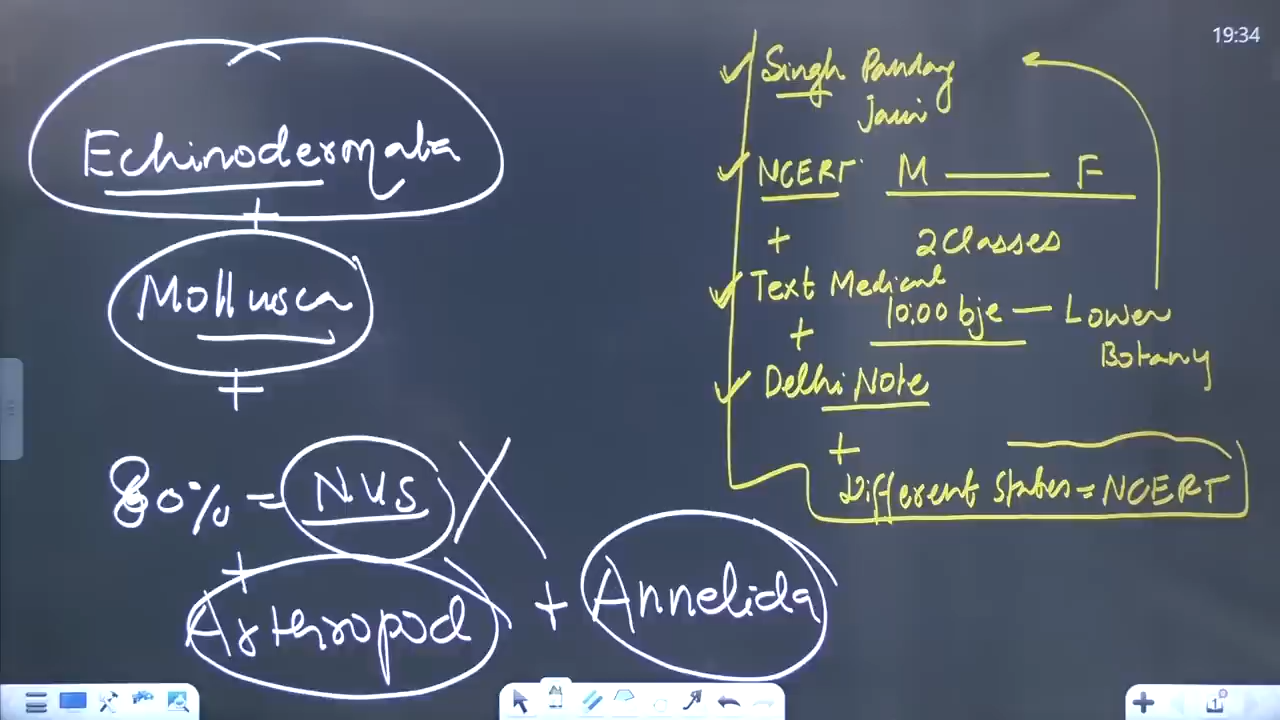 19:34
Echinodermata
+
Mollusca
+
80% = NVS
+
Arthropod + Annelida
Singh Panday
Jain
NCERT M — F
+
2 Classes
Text Medical
+ 10:00 bje — Lower
Botany
Delhi Note
+
Different States = NCERT